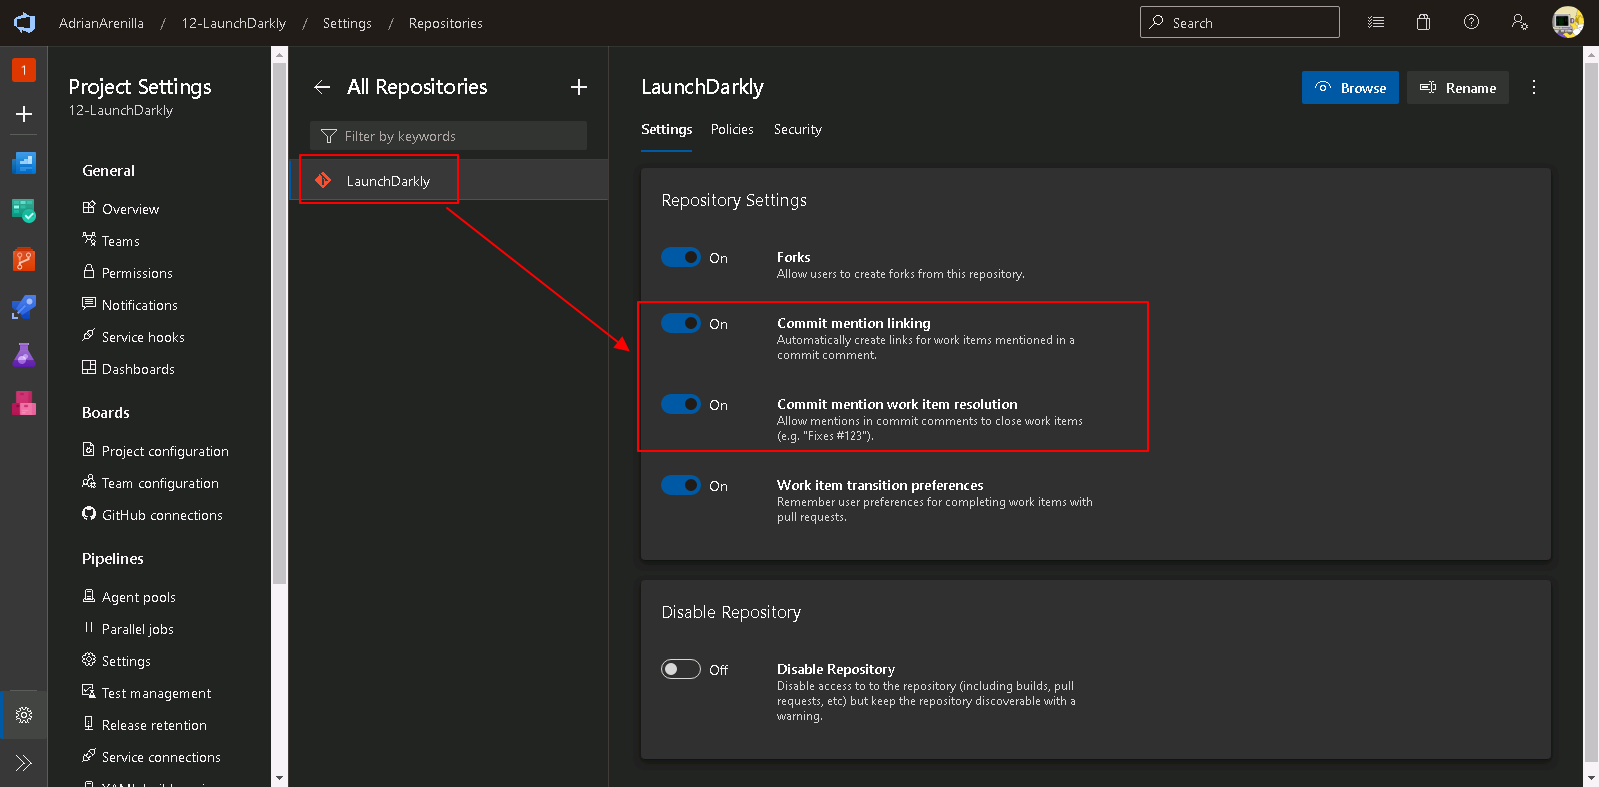 AdrianArenilla / 12-LaunchDarkly / Settings / Repositories
Search
1
Project Settings
12-LaunchDarkly
General
Overview
Teams
Permissions
Notifications
Service hooks
Dashboards
Boards
Project configuration
Team configuration
GitHub connections
Pipelines
Agent pools
Parallel jobs
Settings
Test management
Release retention
Service connections
All Repositories
Filter by keywords
LaunchDarkly
LaunchDarkly
Browse
Rename
Settings Policies Security
Repository Settings
On
Forks
Allow users to create forks from this repository.
On
Commit mention linking
Automatically create links for work items mentioned in a
commit comment.
On
Commit mention work item resolution
Allow mentions in commit comments to close work items
(e.g. "Fixes #123").
On
Work item transition preferences
Remember user preferences for completing work items with
pull requests.
Disable Repository
Off
Disable Repository
Disable access to to the repository (including builds, pull
requests, etc) but keep the repository discoverable with a
warning.